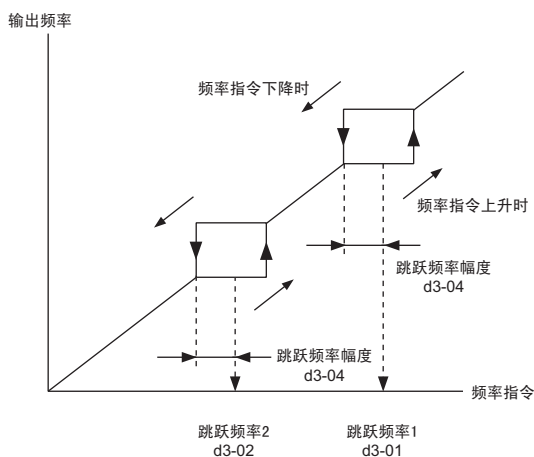 输出频率
频率指令下降时
频率指令上升时
跳跃频率幅度
d3-04
跳跃频率幅度
d3-04
频率指令
跳跃频率2
d3-02
跳跃频率1
d3-01